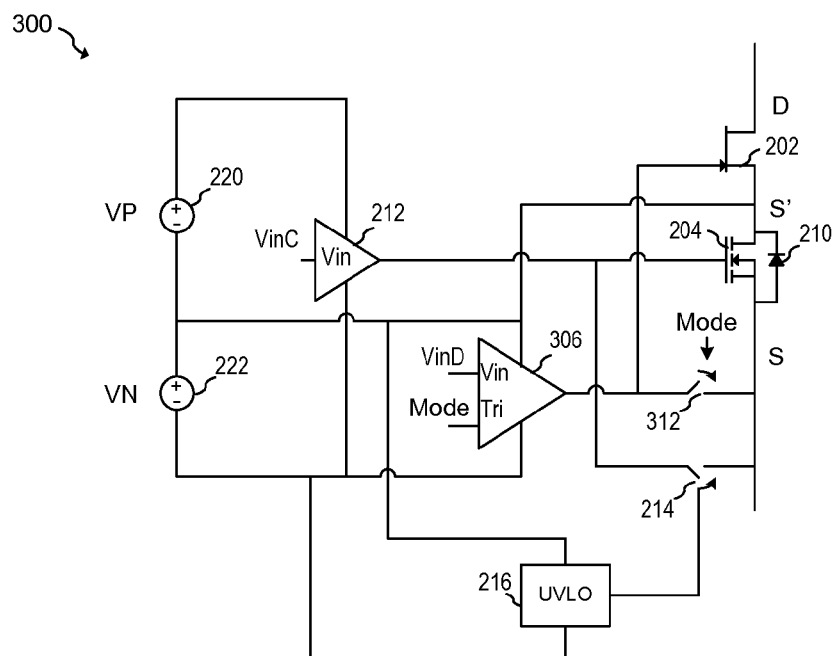 300
D
202
VP
220
212
VinC
Vin
S'
204
210
Mode
306
S
VinD
Vin
VN
222
Mode
Tri
312
214
216
UVLO
+
-
+
-